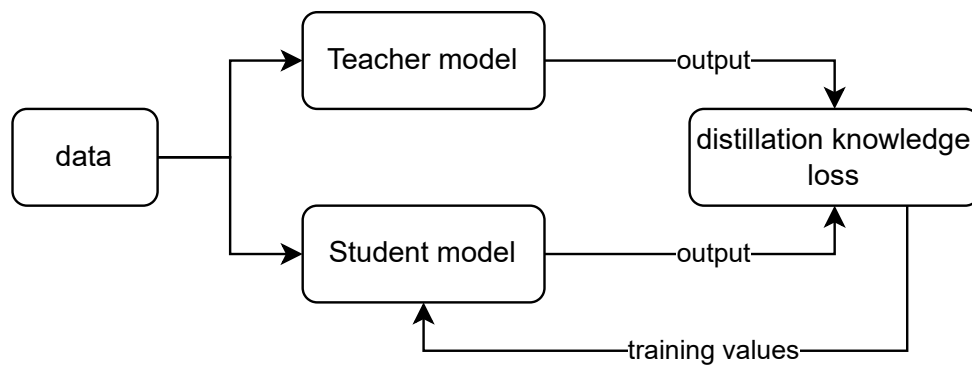 Teacher model
output
data
distillation knowledge
loss
Student model
output
training values